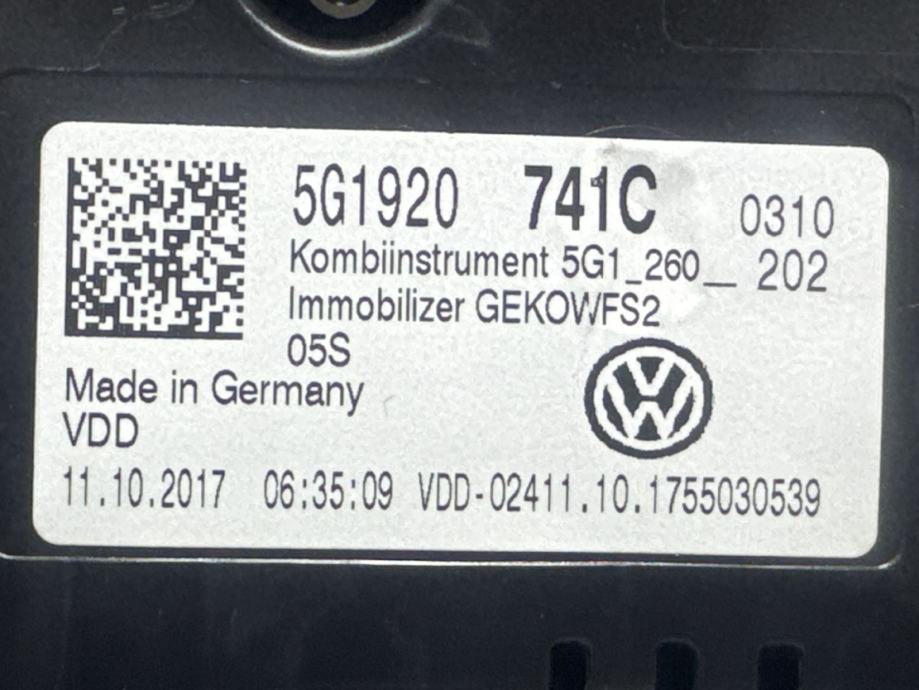 5G1920 741C 0310
Kombiinstrument 5G1_260__ 202
Immobilizer GEKOWFS2
05S
Made in Germany
VDD
11.10.2017 06:35:09 VDD-02411.10.1755030539